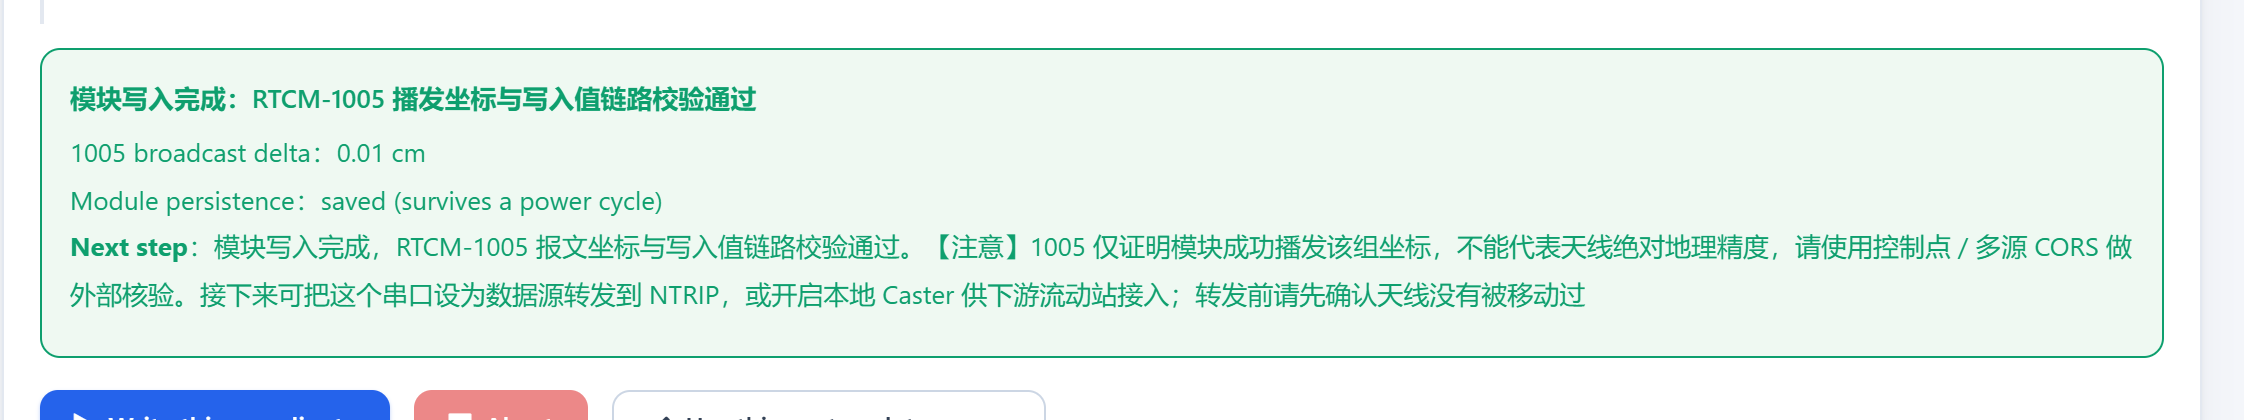 模块写入完成：RTCM-1005 播发坐标与写入值链路校验通过
1005 broadcast delta：0.01 cm
Module persistence：saved (survives a power cycle)
Next step：模块写入完成，RTCM-1005 报文坐标与写入值链路校验通过。【注意】1005 仅证明模块成功播发该组坐标，不能代表天线绝对地理精度，请使用控制点 / 多源 CORS 做
外部核验。接下来可把这个串口设为数据源转发到 NTRIP，或开启本地 Caster 供下游流动站接入；转发前请先确认天线没有被移动过